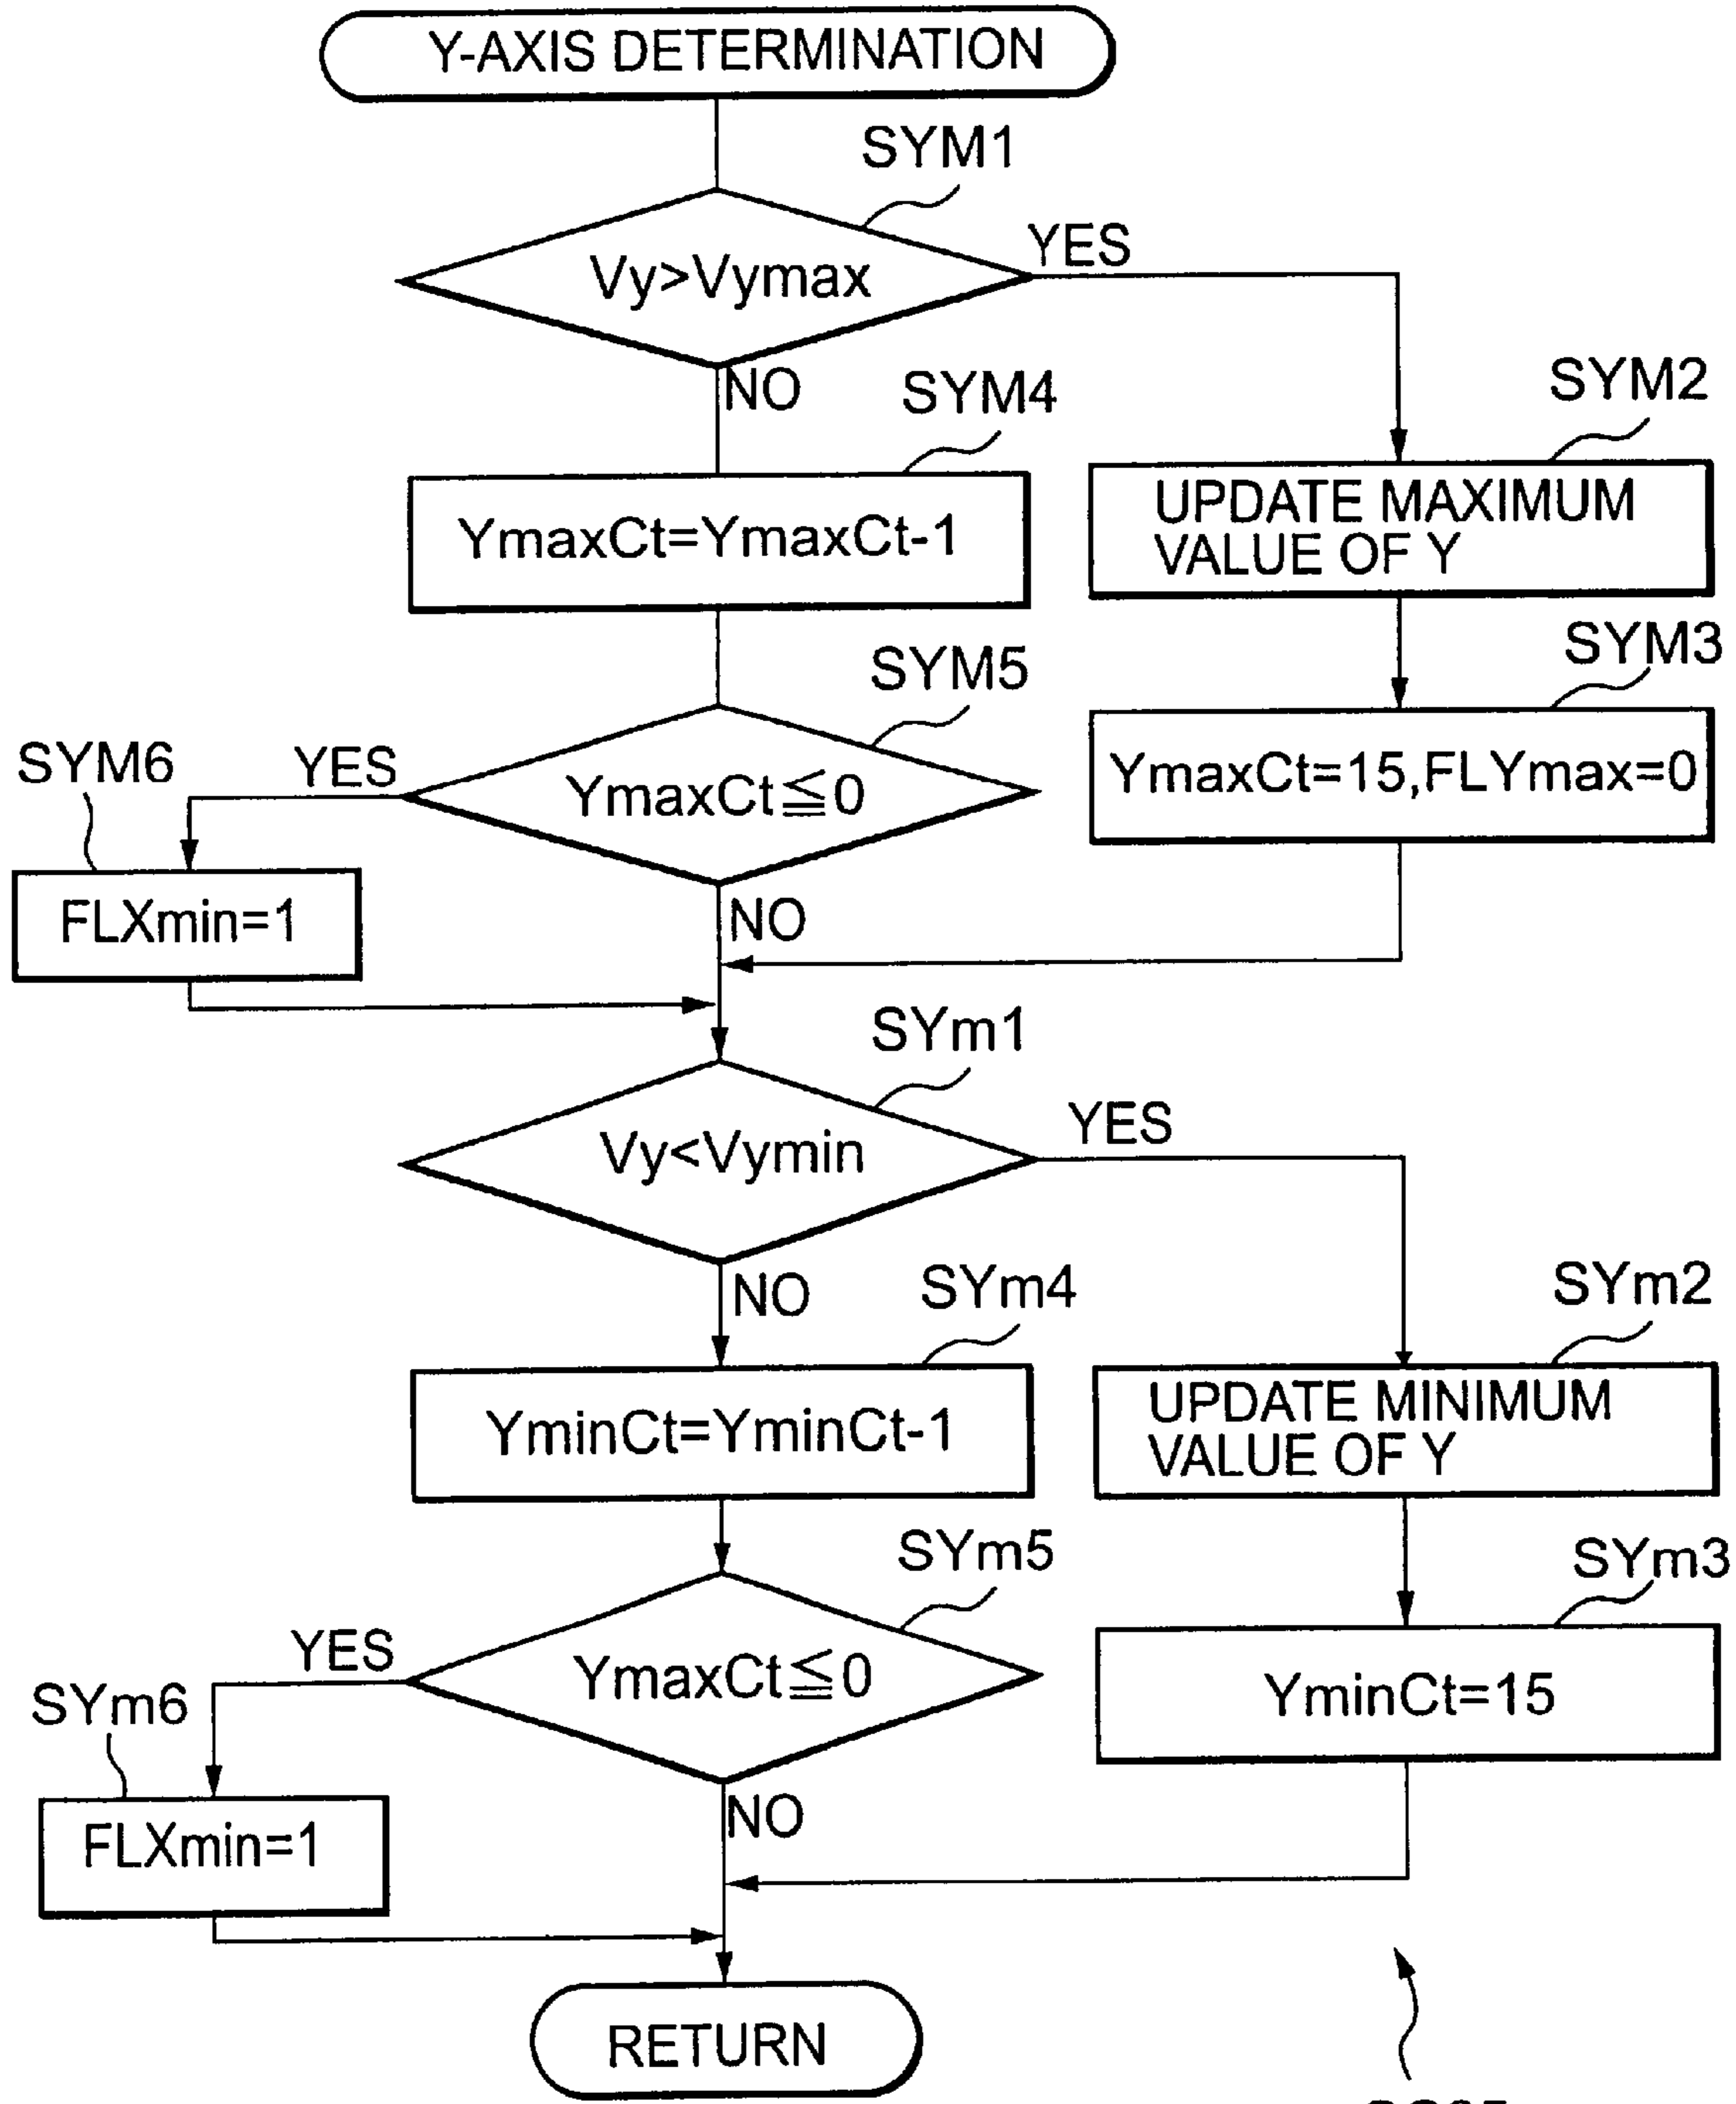 Y-AXIS DETERMINATION
SYM1
Vy>Vymax
YES
NO
SYM4
SYM2
YmaxCt=YmaxCt-1
UPDATE MAXIMUM
VALUE OF Y
SYM5
SYM3
YmaxCt≦0
YES
SYM6
YmaxCt=15,FLYmax=0
FLXmin=1
NO
SYm1
Vy<Vymin
YES
NO
SYm4
SYm2
YminCt=YminCt-1
UPDATE MINIMUM
VALUE OF Y
SYm5
SYm3
YES
YmaxCt≦0
SYm6
YminCt=15
NO
FLXmin=1
RETURN